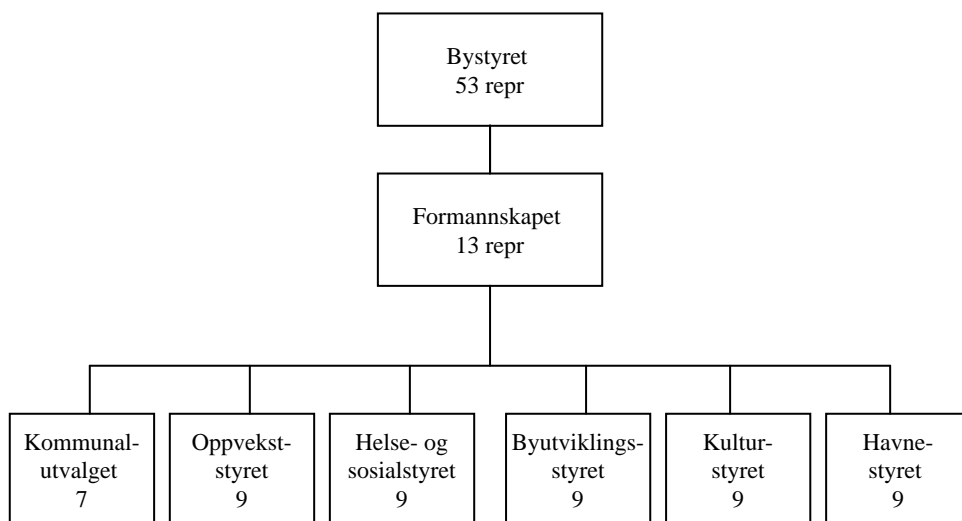 Bystyret
53 repr
Formannskapet
13 repr
Kommunal-
utvalget
7
Oppvekst-
styret
9
Helse- og
sosialstyret
9
Byutviklings-
styret
9
Kultur-
styret
9
Havne-
styret
9